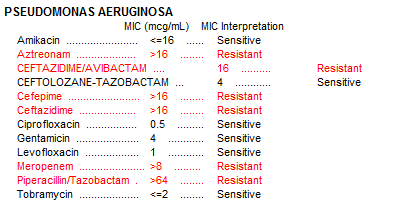 PSEUDOMONAS AERUGINOSA
MIC (mcg/mL) MIC Interpretation
Amikacin ........................ <=16 ...... Sensitive
Aztreonam ..................... >16 ........ Resistant
CEFTAZIDIME/AVIBACTAM ... 16 .......... Resistant
CEFTOLOZANE-TAZOBACTAM ... 4 .......... Sensitive
Cefepime ........................ >16 ........ Resistant
Ceftazidime .................... >16 ........ Resistant
Ciprofloxacin .................. 0.5 ........ Sensitive
Gentamicin ..................... 4 ......... Sensitive
Levofloxacin ................... 1 ......... Sensitive
Meropenem ................... >8 ......... Resistant
Piperacillin/Tazobactam . >64 ........ Resistant
Tobramycin .................... <=2 ........ Sensitive